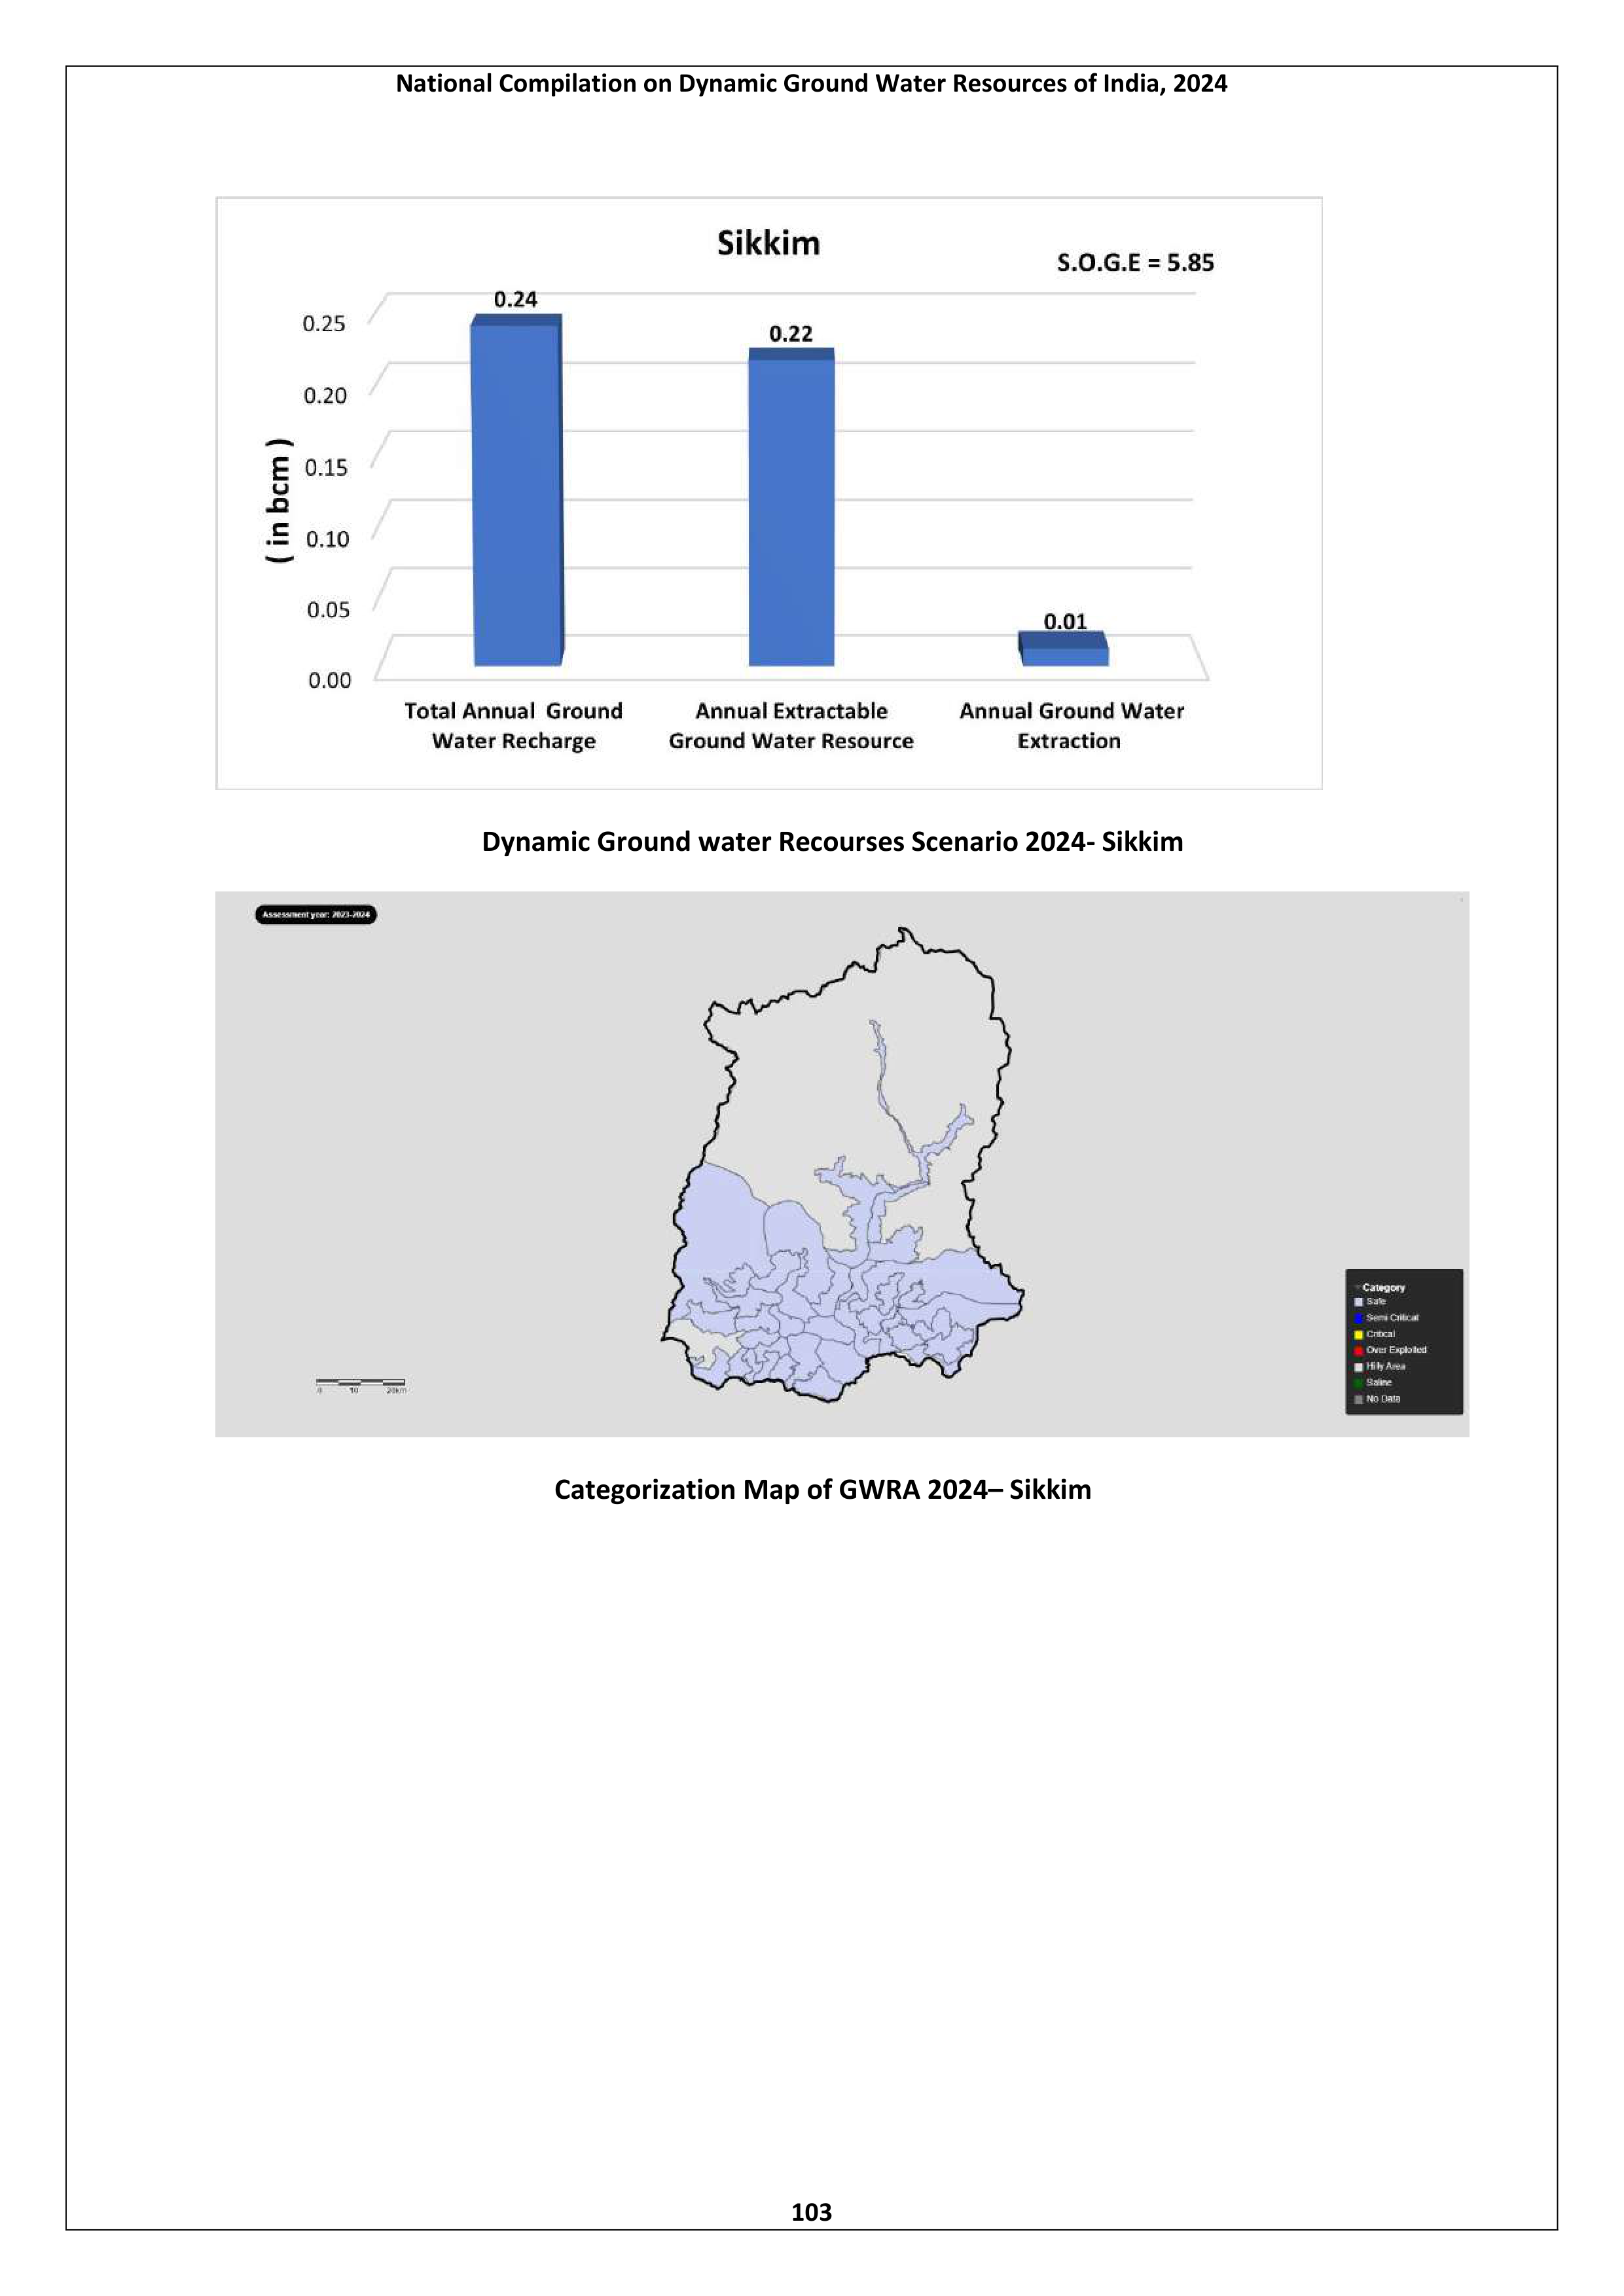 National Compilation on Dynamic Ground Water Resources of India, 2024
Sikkim
S.O.G.E = 5.85
0.24
0.22
0.01
0.25
0.20
0.15
0.10
0.05
0.00
( in bcm )
Total Annual Ground
Water Recharge
Annual Extractable
Ground Water Resource
Annual Ground Water
Extraction
Dynamic Ground water Recourses Scenario 2024- Sikkim
Assessment year: 2023-2024
Category
Safe
Semi Critical
Critical
Over Exploited
Hilly Area
Saline
No Data
0 10 20km
Categorization Map of GWRA 2024– Sikkim
103